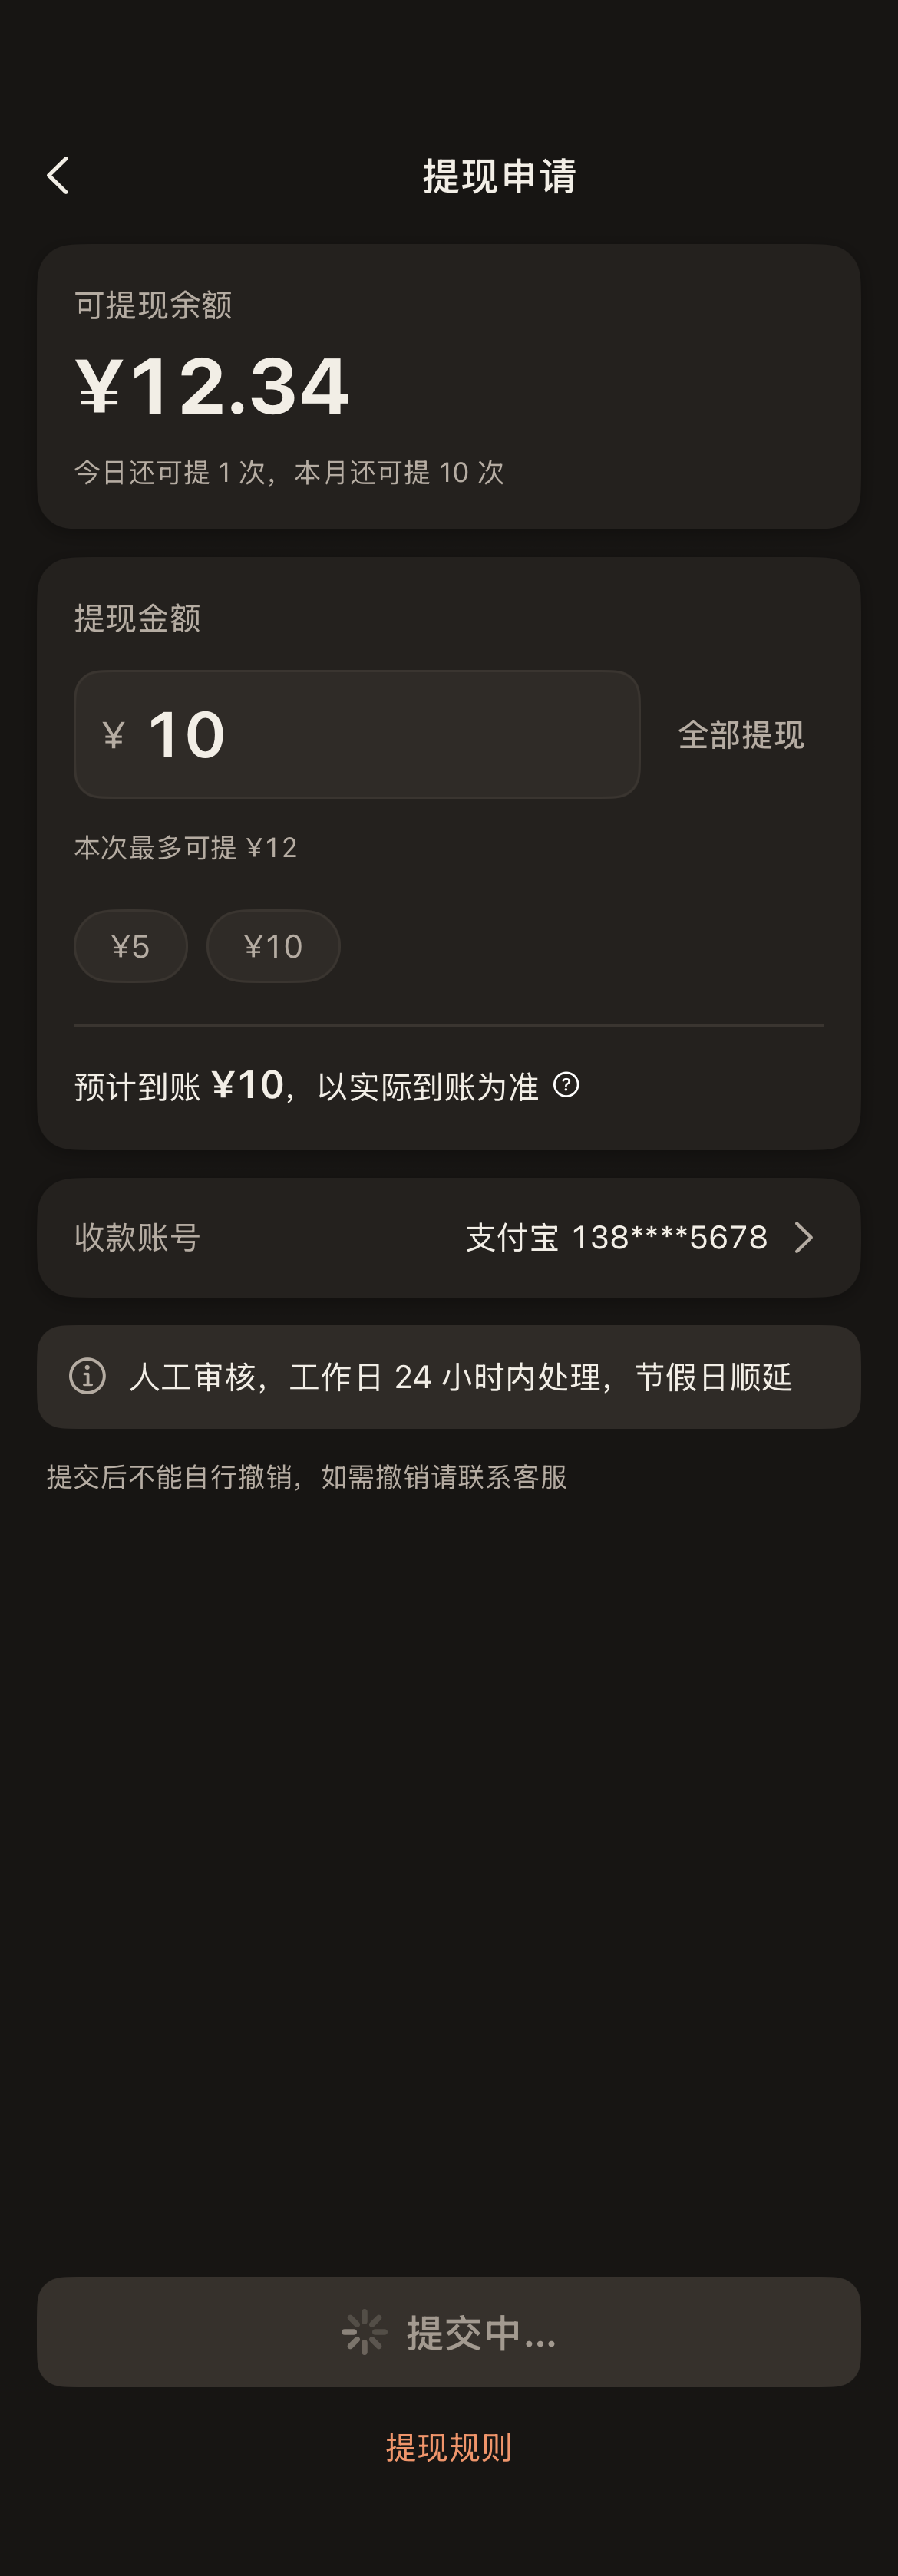 提现申请
可提现余额
¥12.34
今日还可提 1 次，本月还可提 10 次
提现金额
¥ 10
全部提现
本次最多可提 ¥12
¥5
¥10
预计到账 ¥10，以实际到账为准 ?
收款账号
支付宝 138****5678
人工审核，工作日 24 小时内处理，节假日顺延
提交后不能自行撤销，如需撤销请联系客服
提交中...
提现规则